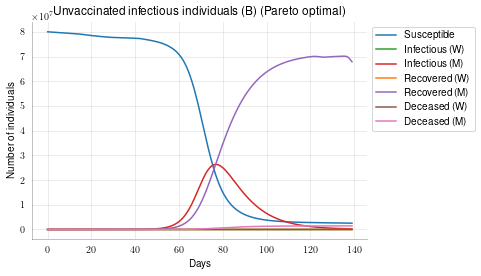 -Unvaccinated infectious individuals (B) (Pareto optimal)
×10⁷
8
7
6
5
4
3
2
1
0
Number of individuals
0 20 40 60 80 100 120 140
Days
Susceptible
Infectious (W)
Infectious (M)
Recovered (W)
Recovered (M)
Deceased (W)
Deceased (M)